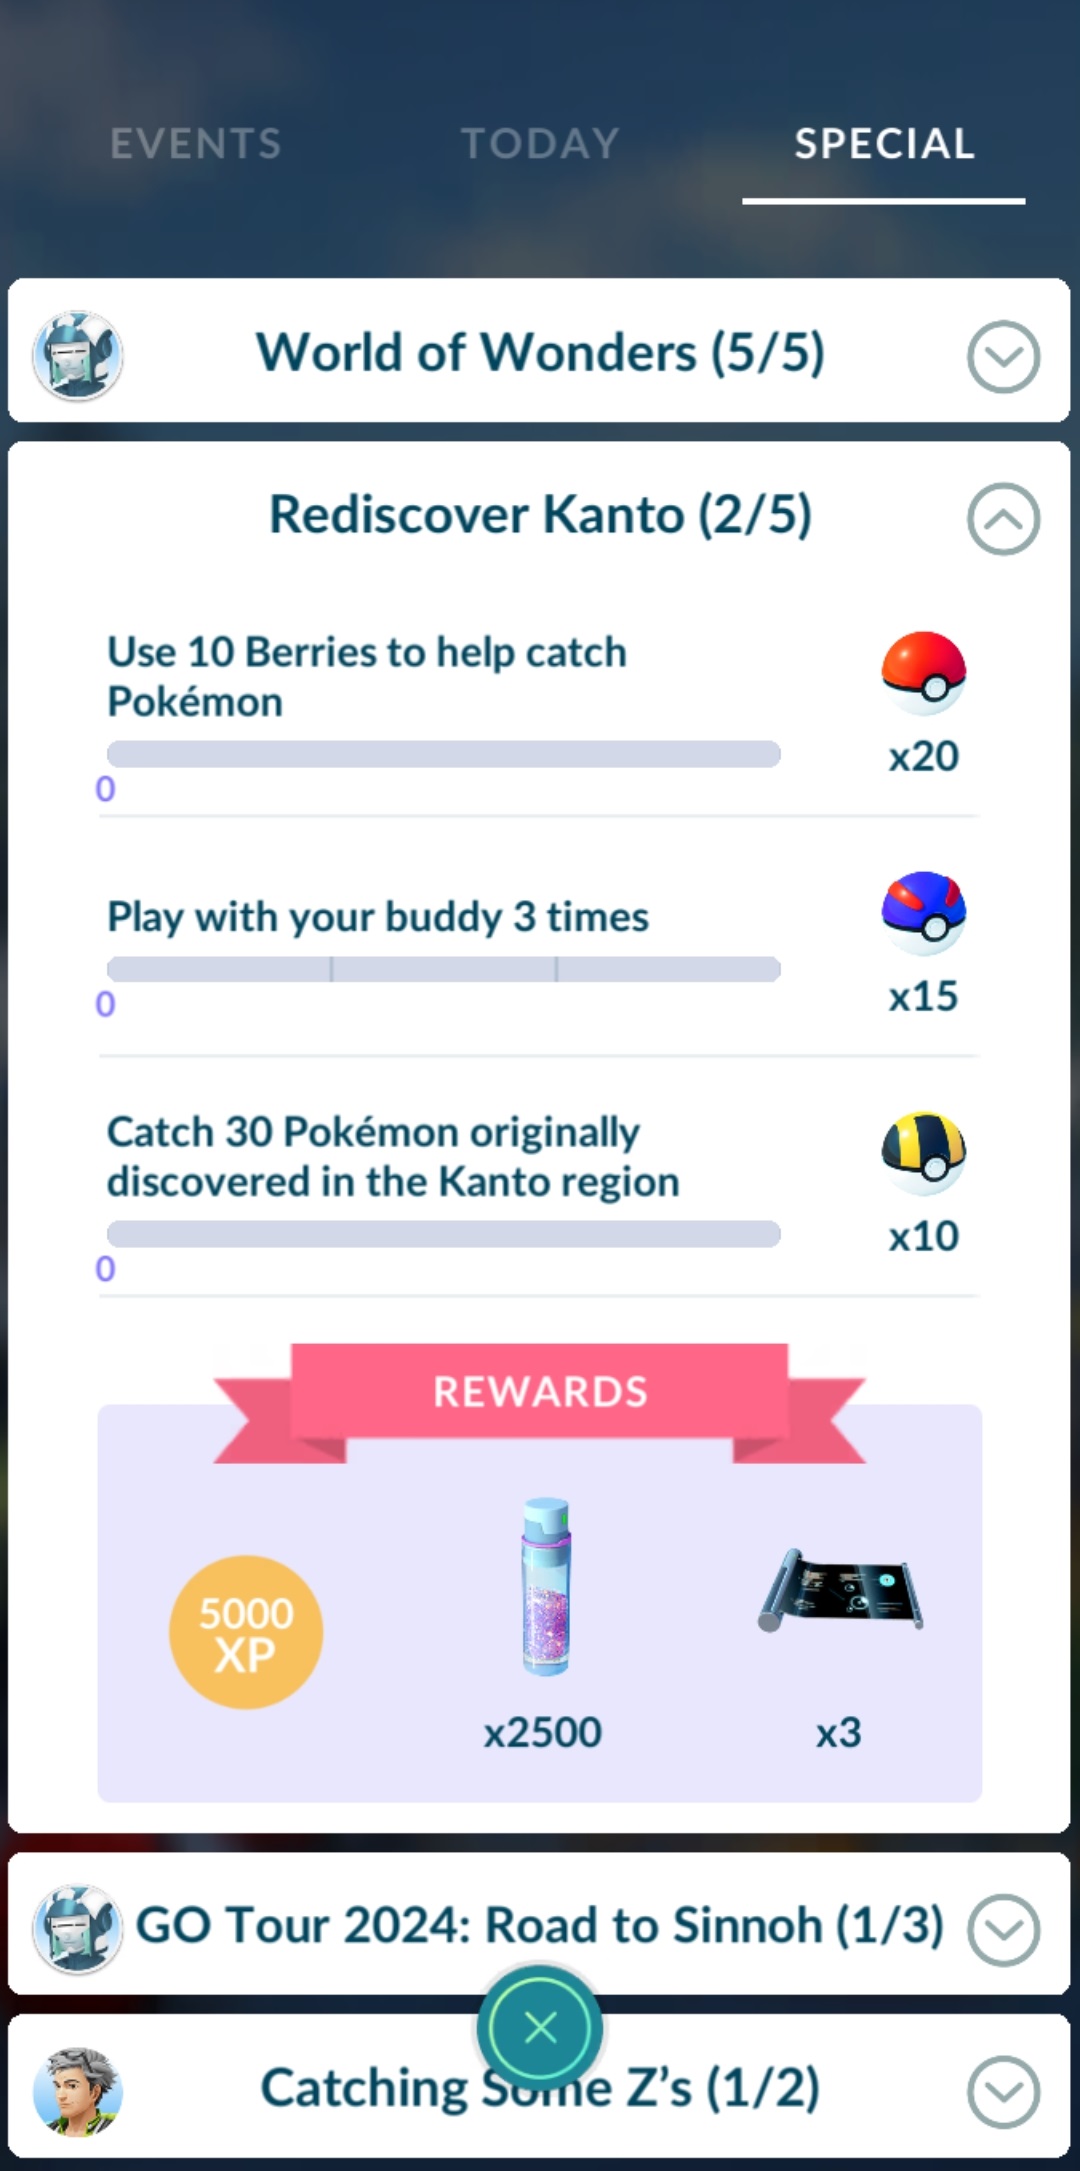 EVENTS
TODAY
SPECIAL
World of Wonders (5/5)
Rediscover Kanto (2/5)
Use 10 Berries to help catch
Pokémon
x20
0
Play with your buddy 3 times
x15
0
Catch 30 Pokémon originally
discovered in the Kanto region
x10
0
REWARDS
5000
XP
x2500
x3
GO Tour 2024: Road to Sinnoh (1/3)
Catching Some Z's (1/2)